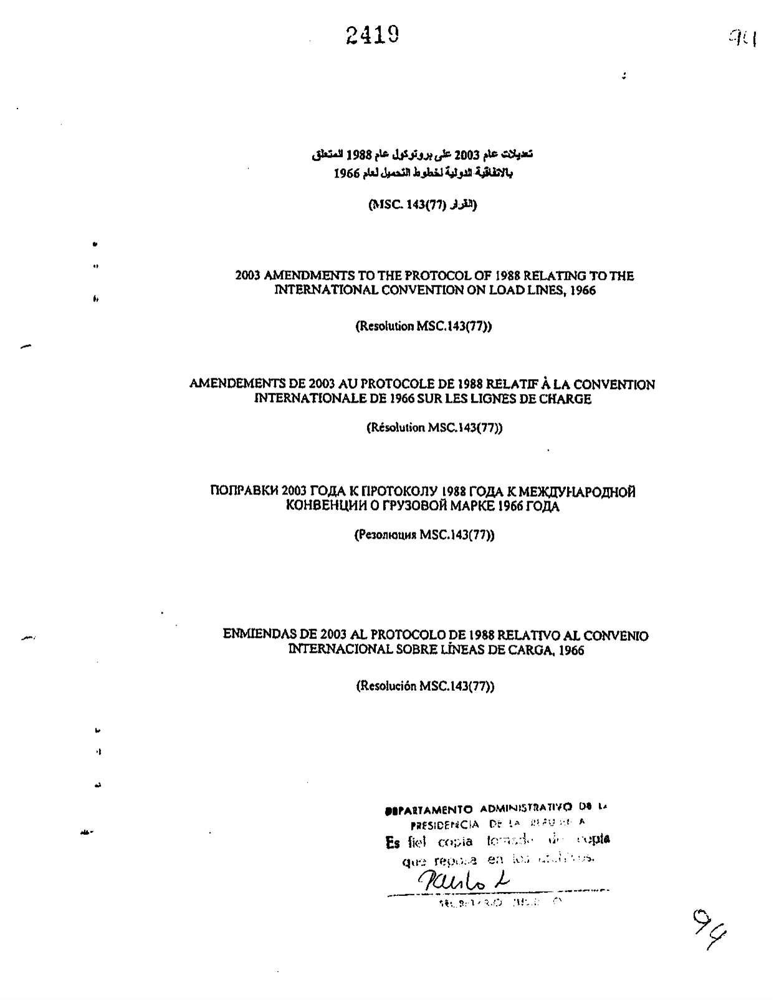 2419
94
تعديلات عام 2003 على بروتوكول عام 1988 المتعلق
بالاتفاقية الدولية لخطوط التحميل لعام 1966
(القرار MSC. 143(77))
2003 AMENDMENTS TO THE PROTOCOL OF 1988 RELATING TO THE
INTERNATIONAL CONVENTION ON LOAD LINES, 1966
(Resolution MSC.143(77))
AMENDEMENTS DE 2003 AU PROTOCOLE DE 1988 RELATIF À LA CONVENTION
INTERNATIONALE DE 1966 SUR LES LIGNES DE CHARGE
(Résolution MSC.143(77))
ПОПРАВКИ 2003 ГОДА К ПРОТОКОЛУ 1988 ГОДА К МЕЖДУНАРОДНОЙ
КОНВЕНЦИИ О ГРУЗОВОЙ МАРКЕ 1966 ГОДА
(Резолюция MSC.143(77))
ENMIENDAS DE 2003 AL PROTOCOLO DE 1988 RELATIVO AL CONVENIO
INTERNACIONAL SOBRE LÍNEAS DE CARGA, 1966
(Resolución MSC.143(77))
DEPARTAMENTO ADMINISTRATIVO DE LA
PRESIDENCIA DE LA
Es fiel copia tomada de copia
que reposa en los archivos.
94